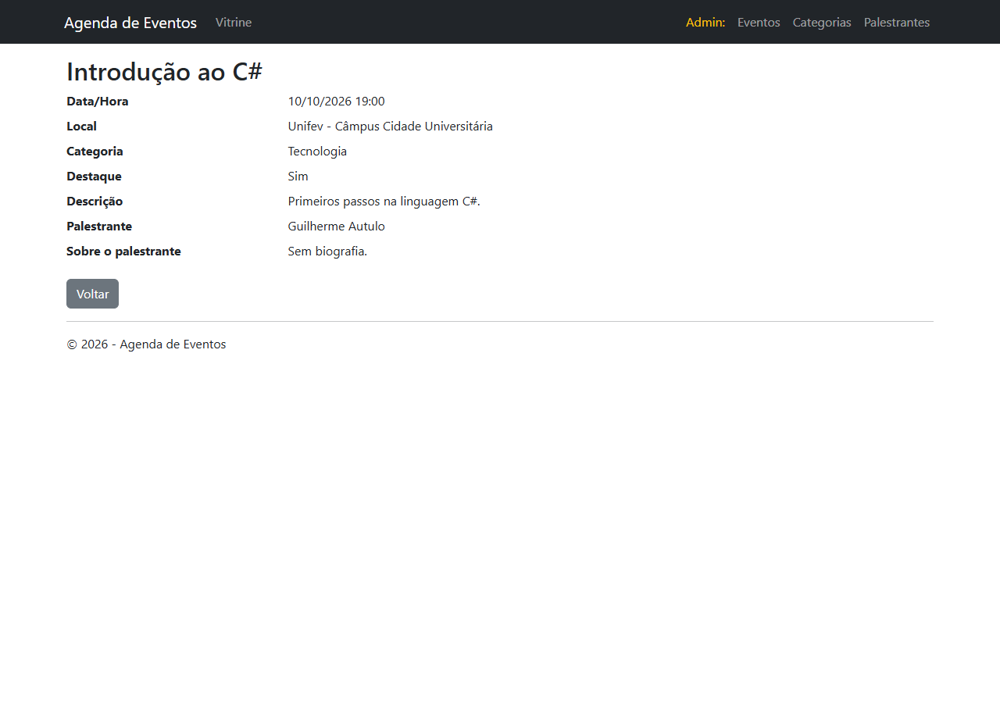 Agenda de Eventos Vitrine Admin: Eventos Categorias Palestrantes
Introdução ao C#
Data/Hora 10/10/2026 19:00
Local Unifev - Câmpus Cidade Universitária
Categoria Tecnologia
Destaque Sim
Descrição Primeiros passos na linguagem C#.
Palestrante Guilherme Autulo
Sobre o palestrante Sem biografia.
Voltar
© 2026 - Agenda de Eventos